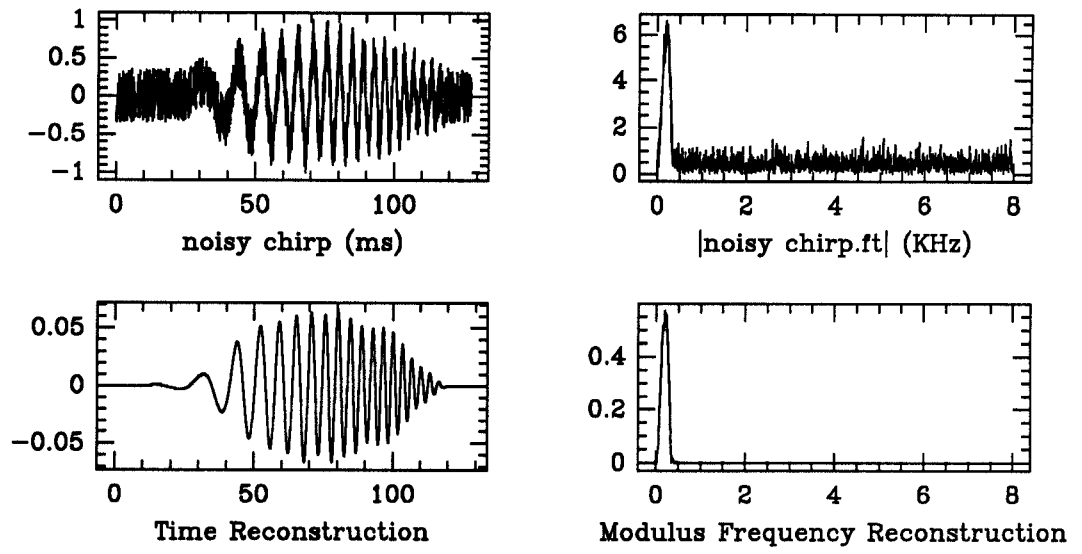 1
0.5
0
−0.5
−1
0 50 100
noisy chirp (ms)
6
4
2
0
0 2 4 6 8
|noisy chirp.ft| (KHz)
0.05
0
−0.05
0 50 100
Time Reconstruction
0.4
0.2
0
0 2 4 6 8
Modulus Frequency Reconstruction